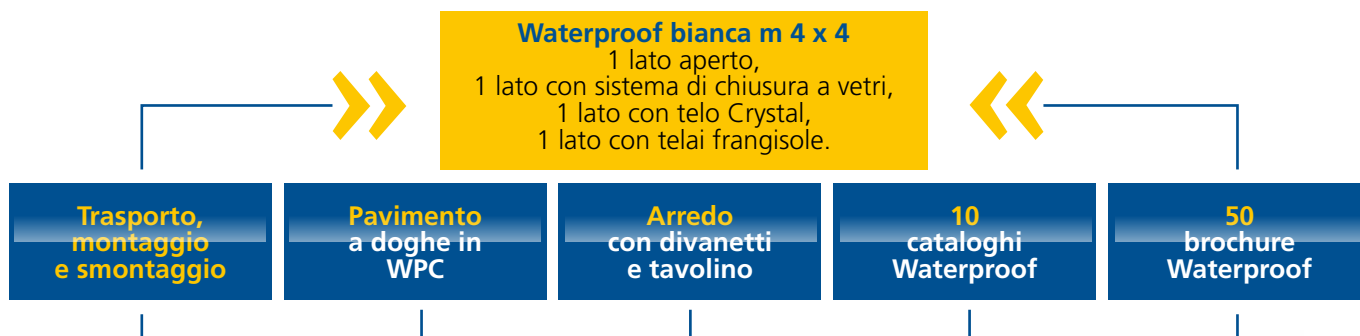 Waterproof bianca m 4 x 4
1 lato aperto,
1 lato con sistema di chiusura a vetri,
1 lato con telo Crystal,
1 lato con telai frangisole.
Trasporto,
montaggio
e smontaggio
Pavimento
a doghe in
WPC
Arredo
con divanetti
e tavolino
10
cataloghi
Waterproof
50
brochure
Waterproof